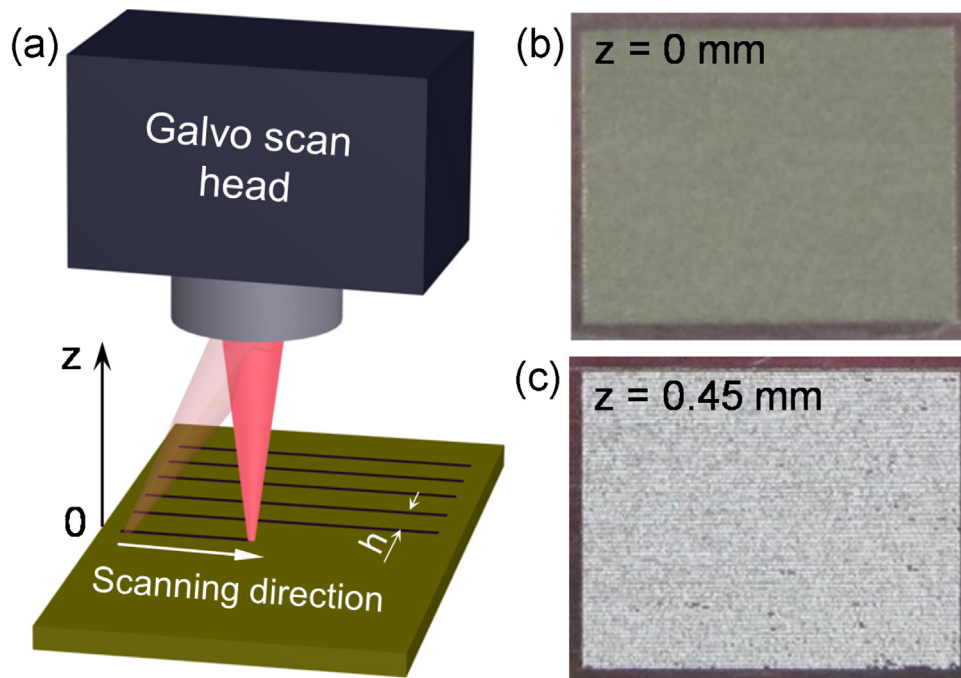 (a)
Galvo scan
head
z
0
h
Scanning direction
(b)
z = 0 mm
(c)
z = 0.45 mm